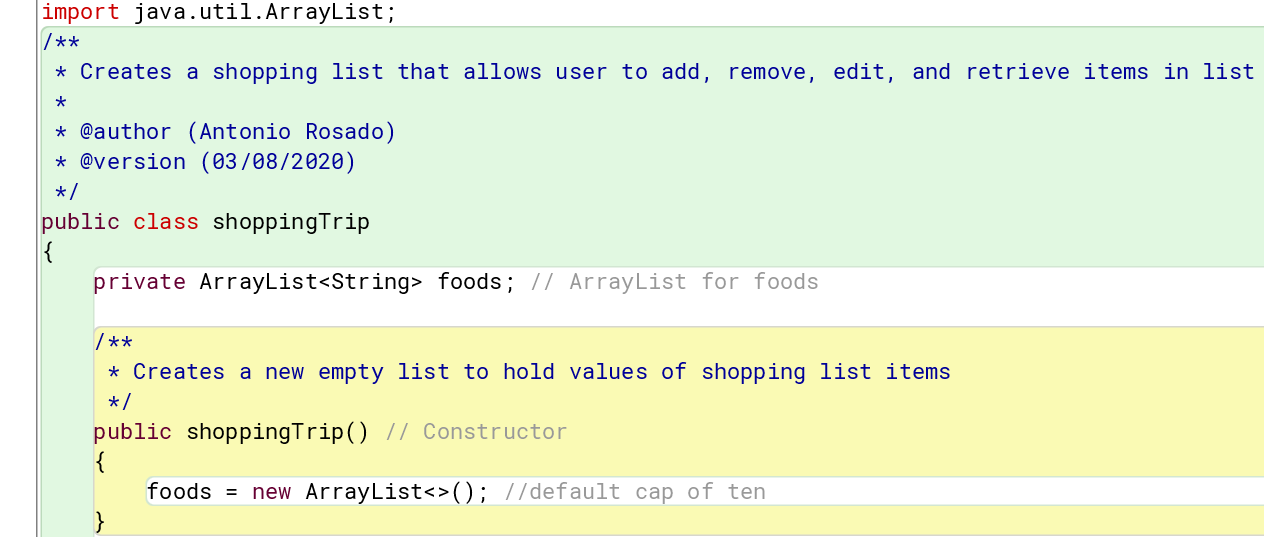 import java.util.ArrayList;
/**
 * Creates a shopping list that allows user to add, remove, edit, and retrieve items in list
 *
 * @author (Antonio Rosado)
 * @version (03/08/2020)
 */
public class shoppingTrip
{
    private ArrayList<String> foods; // ArrayList for foods

    /**
     * Creates a new empty list to hold values of shopping list items
     */
    public shoppingTrip() // Constructor
    {
        foods = new ArrayList<>(); //default cap of ten
    }